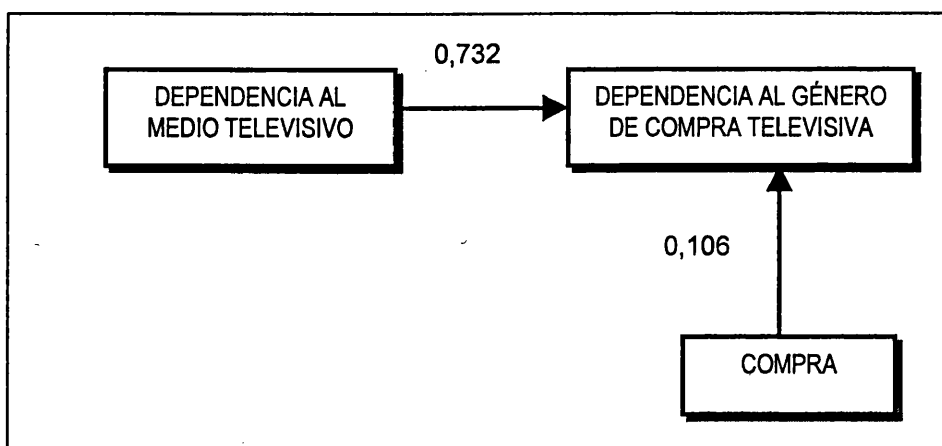 0,732
DEPENDENCIA AL
MEDIO TELEVISIVO
DEPENDENCIA AL GÉNERO
DE COMPRA TELEVISIVA
0,106
COMPRA